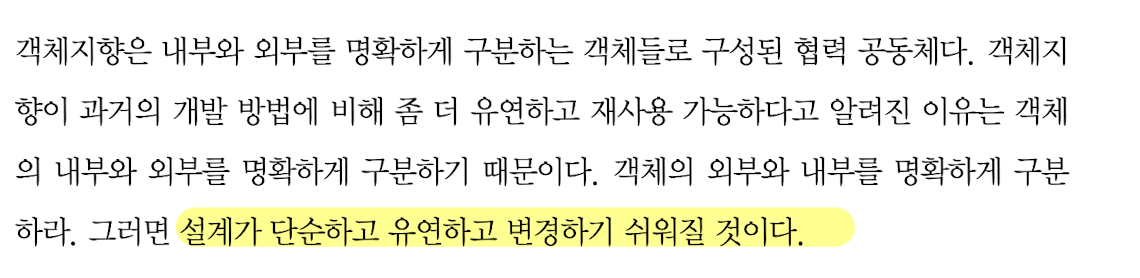 객체지향은 내부와 외부를 명확하게 구분하는 객체들로 구성된 협력 공동체다. 객체지
향이 과거의 개발 방법에 비해 좀 더 유연하고 재사용 가능하다고 알려진 이유는 객체
의 내부와 외부를 명확하게 구분하기 때문이다. 객체의 외부와 내부를 명확하게 구분
하라. 그러면 설계가 단순하고 유연하고 변경하기 쉬워질 것이다.